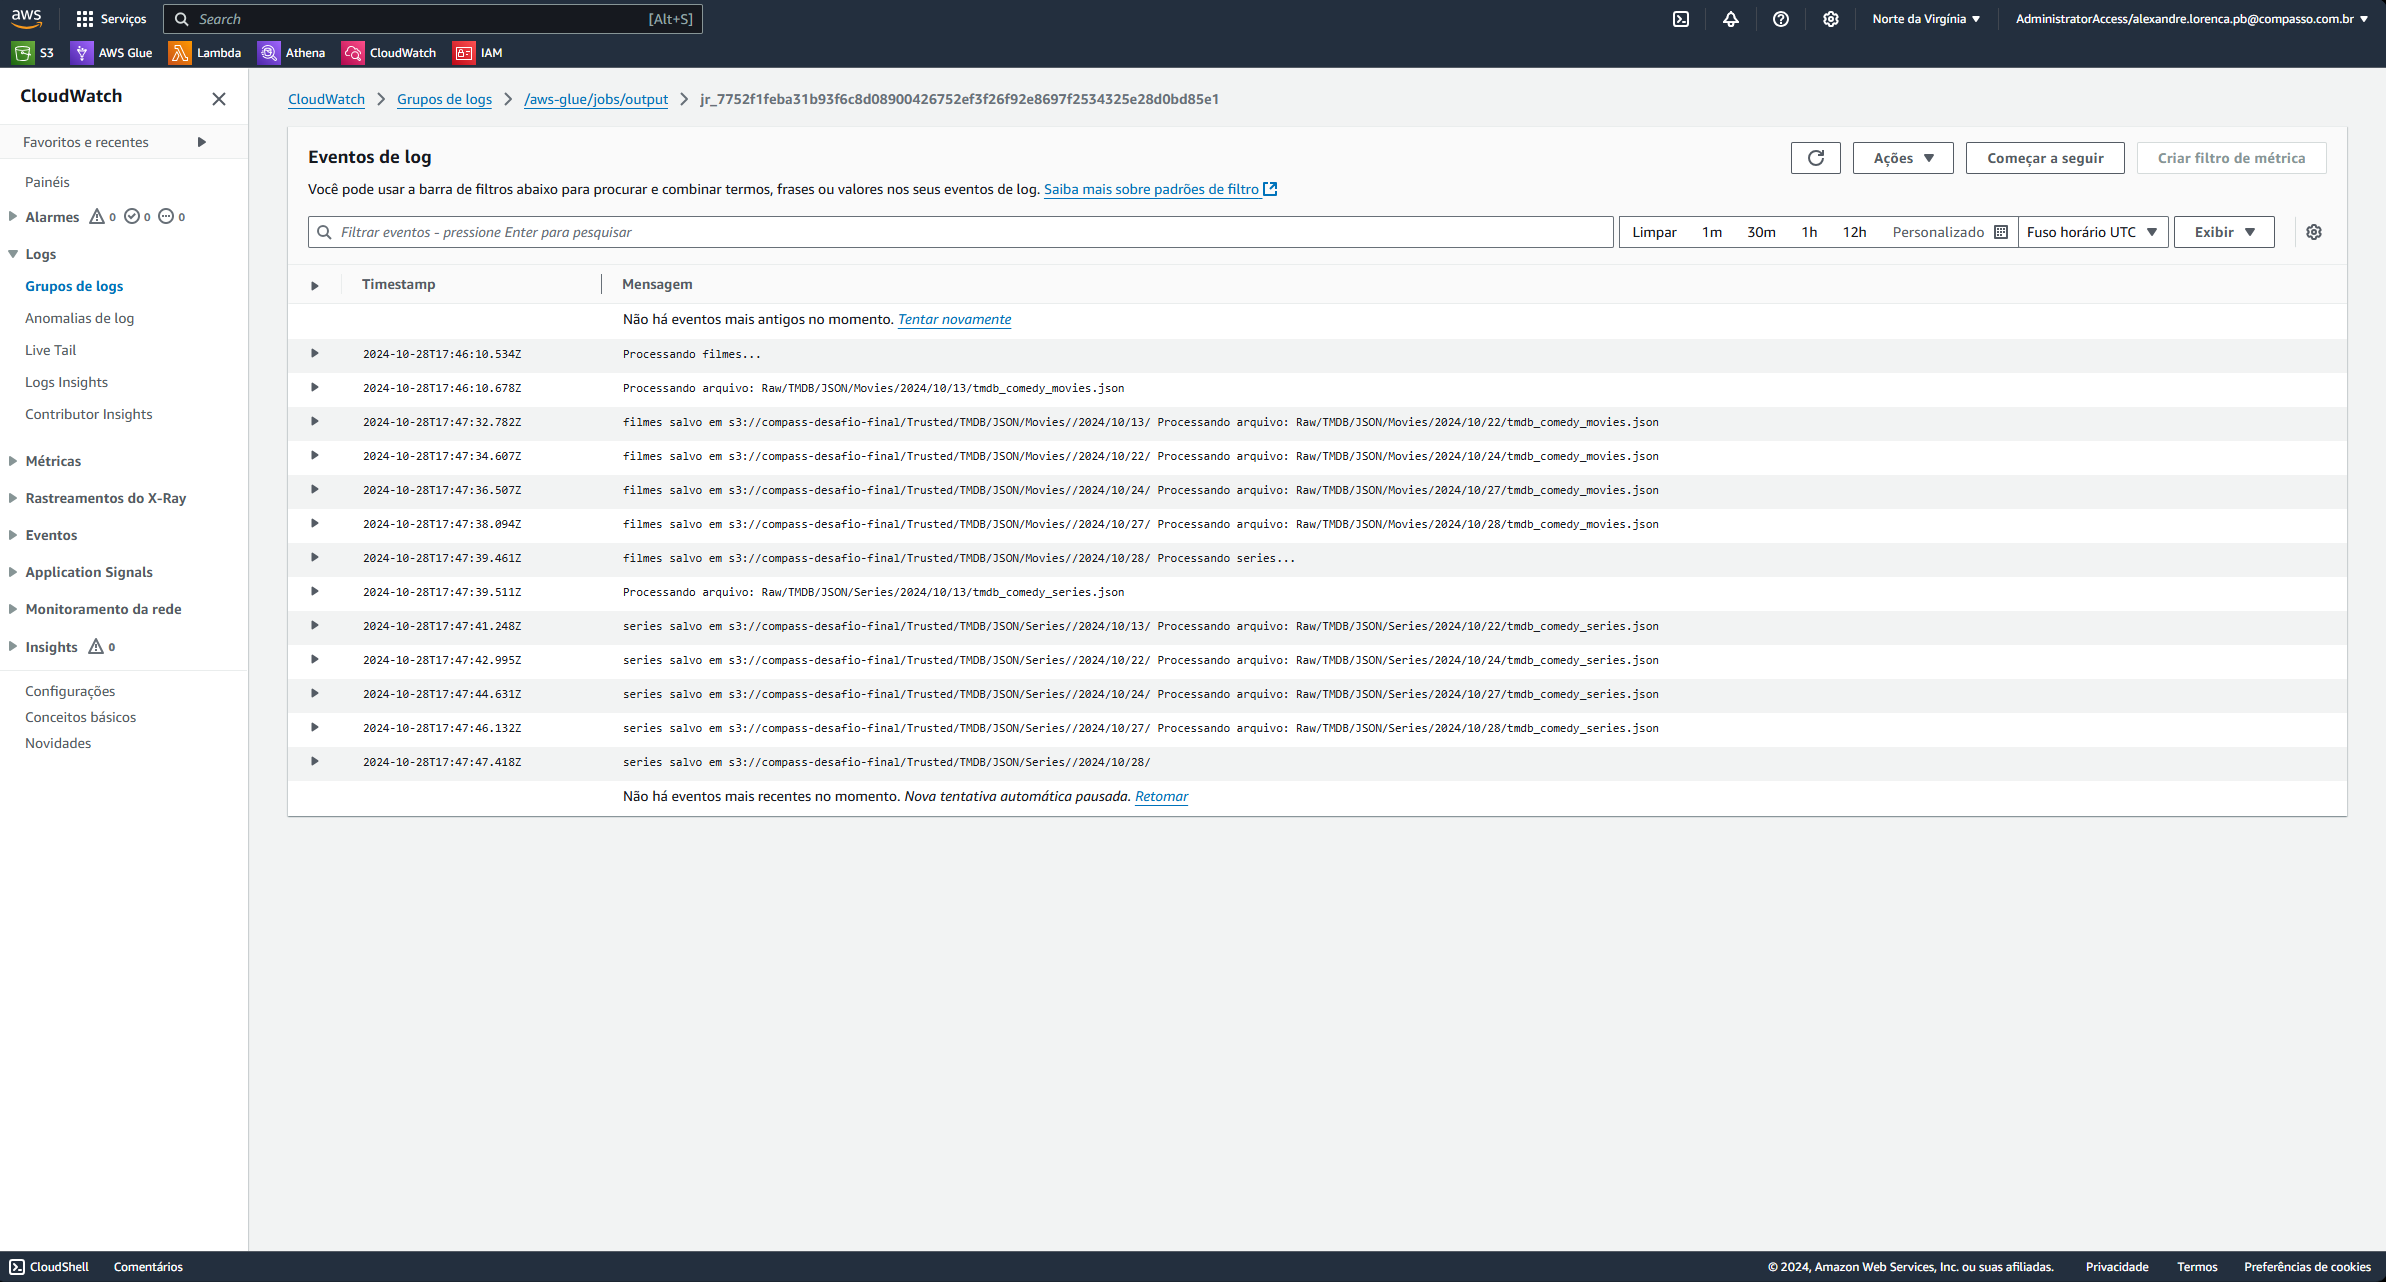 aws Serviços Search [Alt+S] Norte da Virgínia AdministratorAccess/alexandre.lorenca.pb@compasso.com.br
S3 AWS Glue Lambda Athena CloudWatch IAM
CloudWatch
Favoritos e recentes
Painéis
Alarmes 0 0 0
Logs
Grupos de logs
Anomalias de log
Live Tail
Logs Insights
Contributor Insights
Métricas
Rastreamentos do X-Ray
Eventos
Application Signals
Monitoramento da rede
Insights 0
Configurações
Conceitos básicos
Novidades
CloudWatch Grupos de logs /aws-glue/jobs/output jr_7752f1feba31b93f6c8d08900426752ef3f26f92e8697f2534325e28d0bd85e1
Eventos de log
Ações Começar a seguir Criar filtro de métrica
Você pode usar a barra de filtros abaixo para procurar e combinar termos, frases ou valores nos seus eventos de log. Saiba mais sobre padrões de filtro
Filtrar eventos - pressione Enter para pesquisar Limpar 1m 30m 1h 12h Personalizado Fuso horário UTC Exibir
Timestamp Mensagem
Não há eventos mais antigos no momento. Tentar novamente
2024-10-28T17:46:10.534Z Processando filmes...
2024-10-28T17:46:10.678Z Processando arquivo: Raw/TMDB/JSON/Movies/2024/10/13/tmdb_comedy_movies.json
2024-10-28T17:47:32.782Z filmes salvo em s3://compass-desafio-final/Trusted/TMDB/JSON/Movies//2024/10/13/ Processando arquivo: Raw/TMDB/JSON/Movies/2024/10/22/tmdb_comedy_movies.json
2024-10-28T17:47:34.607Z filmes salvo em s3://compass-desafio-final/Trusted/TMDB/JSON/Movies//2024/10/22/ Processando arquivo: Raw/TMDB/JSON/Movies/2024/10/24/tmdb_comedy_movies.json
2024-10-28T17:47:36.507Z filmes salvo em s3://compass-desafio-final/Trusted/TMDB/JSON/Movies//2024/10/24/ Processando arquivo: Raw/TMDB/JSON/Movies/2024/10/27/tmdb_comedy_movies.json
2024-10-28T17:47:38.094Z filmes salvo em s3://compass-desafio-final/Trusted/TMDB/JSON/Movies//2024/10/27/ Processando arquivo: Raw/TMDB/JSON/Movies/2024/10/28/tmdb_comedy_movies.json
2024-10-28T17:47:39.461Z filmes salvo em s3://compass-desafio-final/Trusted/TMDB/JSON/Movies//2024/10/28/ Processando series...
2024-10-28T17:47:39.511Z Processando arquivo: Raw/TMDB/JSON/Series/2024/10/13/tmdb_comedy_series.json
2024-10-28T17:47:41.248Z series salvo em s3://compass-desafio-final/Trusted/TMDB/JSON/Series//2024/10/13/ Processando arquivo: Raw/TMDB/JSON/Series/2024/10/22/tmdb_comedy_series.json
2024-10-28T17:47:42.995Z series salvo em s3://compass-desafio-final/Trusted/TMDB/JSON/Series//2024/10/22/ Processando arquivo: Raw/TMDB/JSON/Series/2024/10/24/tmdb_comedy_series.json
2024-10-28T17:47:44.631Z series salvo em s3://compass-desafio-final/Trusted/TMDB/JSON/Series//2024/10/24/ Processando arquivo: Raw/TMDB/JSON/Series/2024/10/27/tmdb_comedy_series.json
2024-10-28T17:47:46.132Z series salvo em s3://compass-desafio-final/Trusted/TMDB/JSON/Series//2024/10/27/ Processando arquivo: Raw/TMDB/JSON/Series/2024/10/28/tmdb_comedy_series.json
2024-10-28T17:47:47.418Z series salvo em s3://compass-desafio-final/Trusted/TMDB/JSON/Series//2024/10/28/
Não há eventos mais recentes no momento. Nova tentativa automática pausada. Retomar
CloudShell Comentários © 2024, Amazon Web Services, Inc. ou suas afiliadas. Privacidade Termos Preferências de cookies